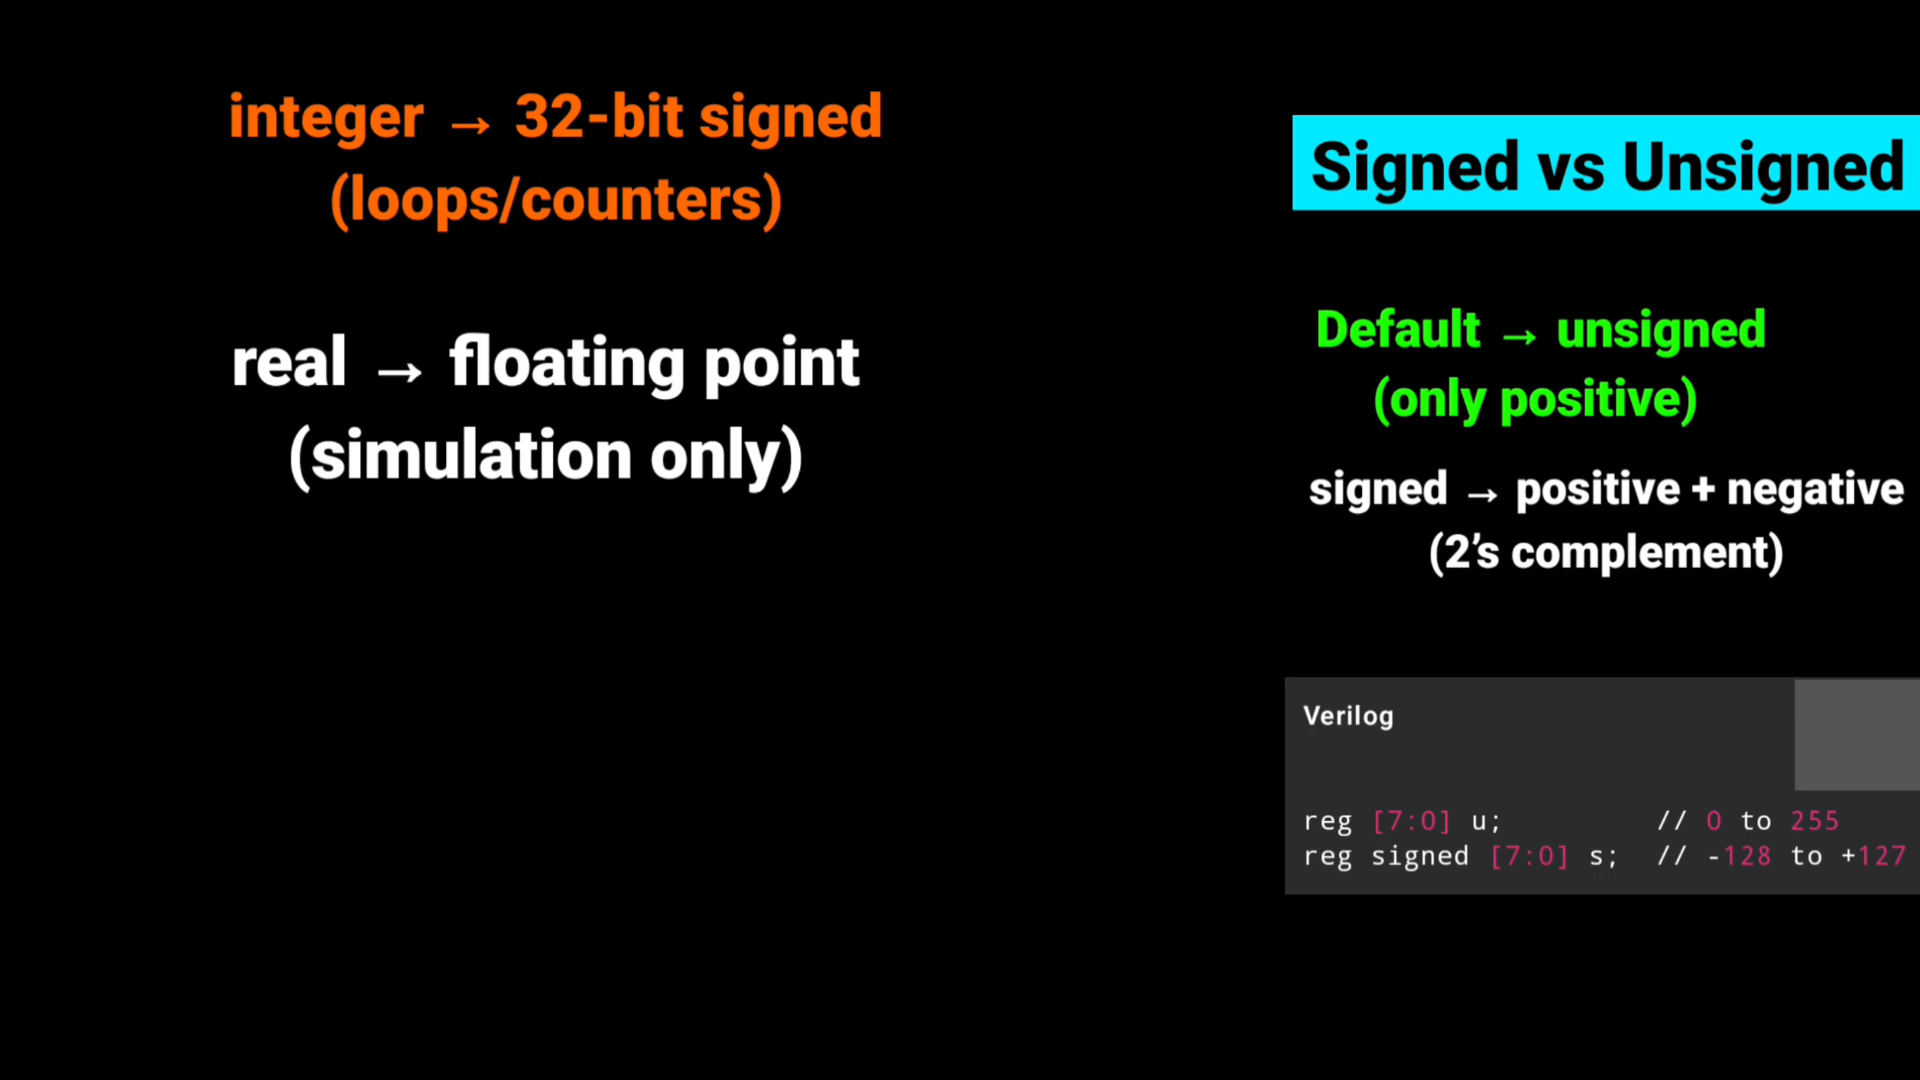 integer → 32-bit signed
(loops/counters)
real → floating point
(simulation only)
Signed vs Unsigned
Default → unsigned
(only positive)
signed → positive + negative
(2’s complement)
Verilog
reg [7:0] u;          // 0 to 255
reg signed [7:0] s;  // -128 to +127